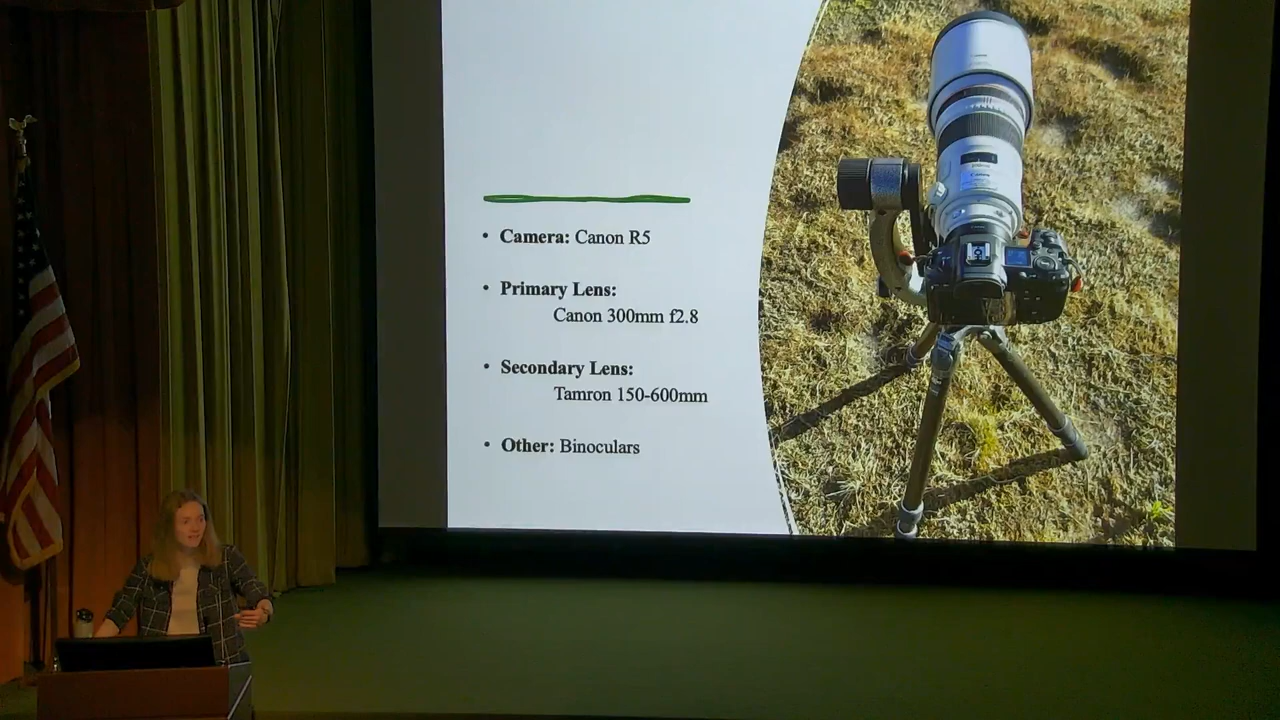 • Camera: Canon R5
• Primary Lens:
Canon 300mm f2.8
• Secondary Lens:
Tamron 150-600mm
• Other: Binoculars